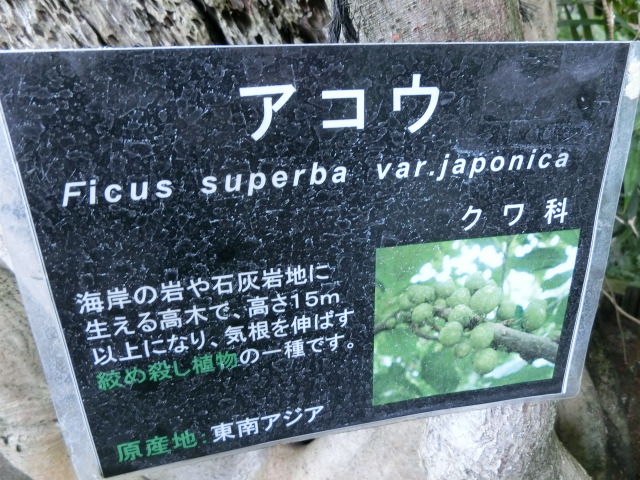 アコウ
Ficus superba var.japonica
クワ科
海岸の岩や石灰岩地に
生える高木で、高さ15m
以上になり、気根を伸ばす
絞め殺し植物の一種です。
原産地：東南アジア